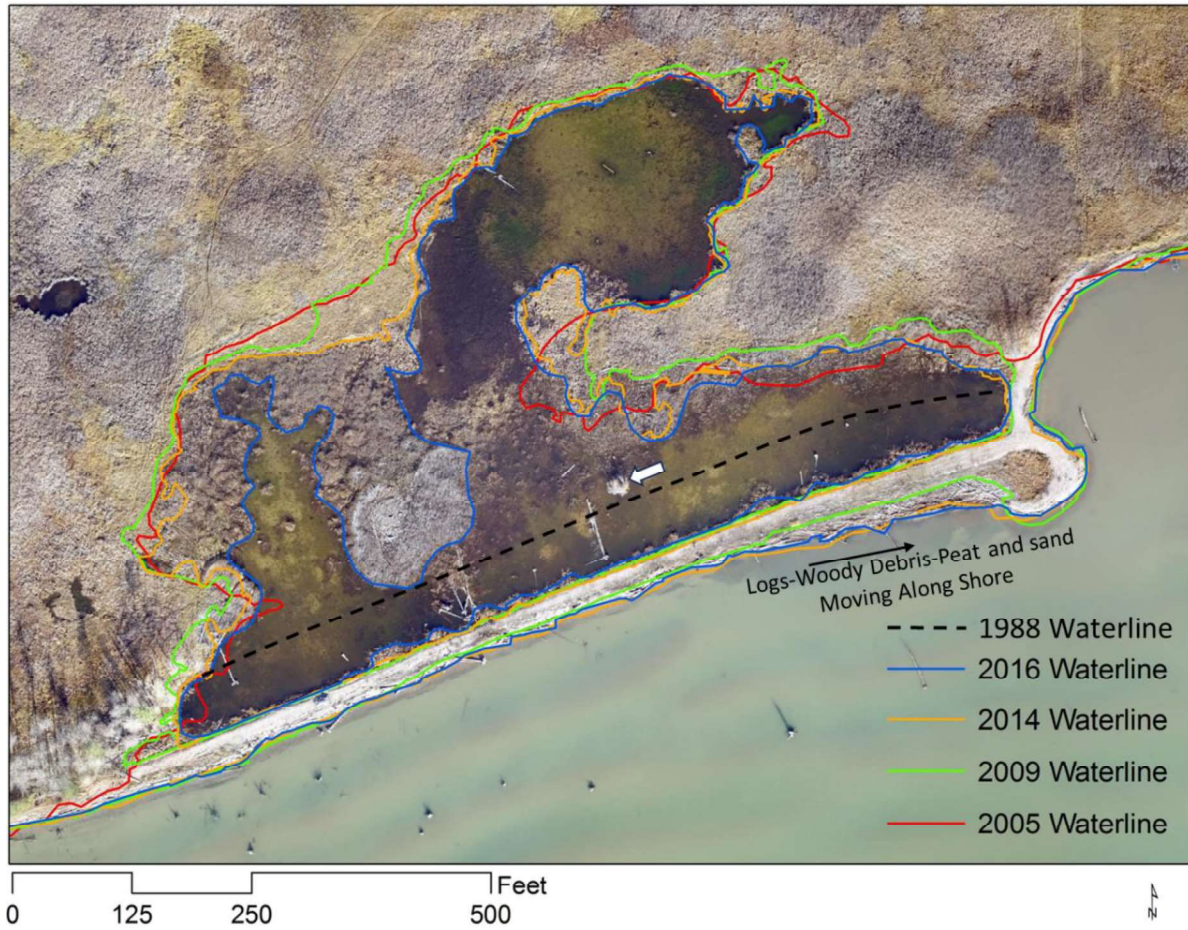 Logs-Woody Debris-Peat and sand
Moving Along Shore
1988 Waterline
2016 Waterline
2014 Waterline
2009 Waterline
2005 Waterline
Feet
0 125 250 500
N